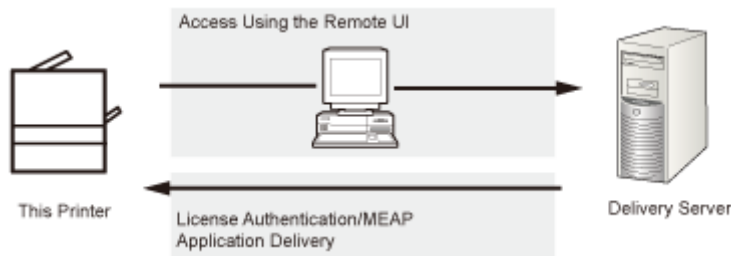 Access Using the Remote UI
This Printer
Delivery Server
License Authentication/MEAP
Application Delivery